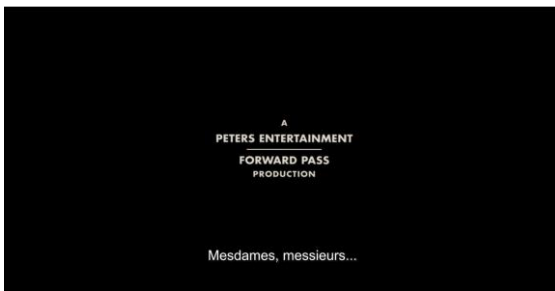 A
PETERS ENTERTAINMENT
FORWARD PASS
PRODUCTION
Mesdames, messieurs...